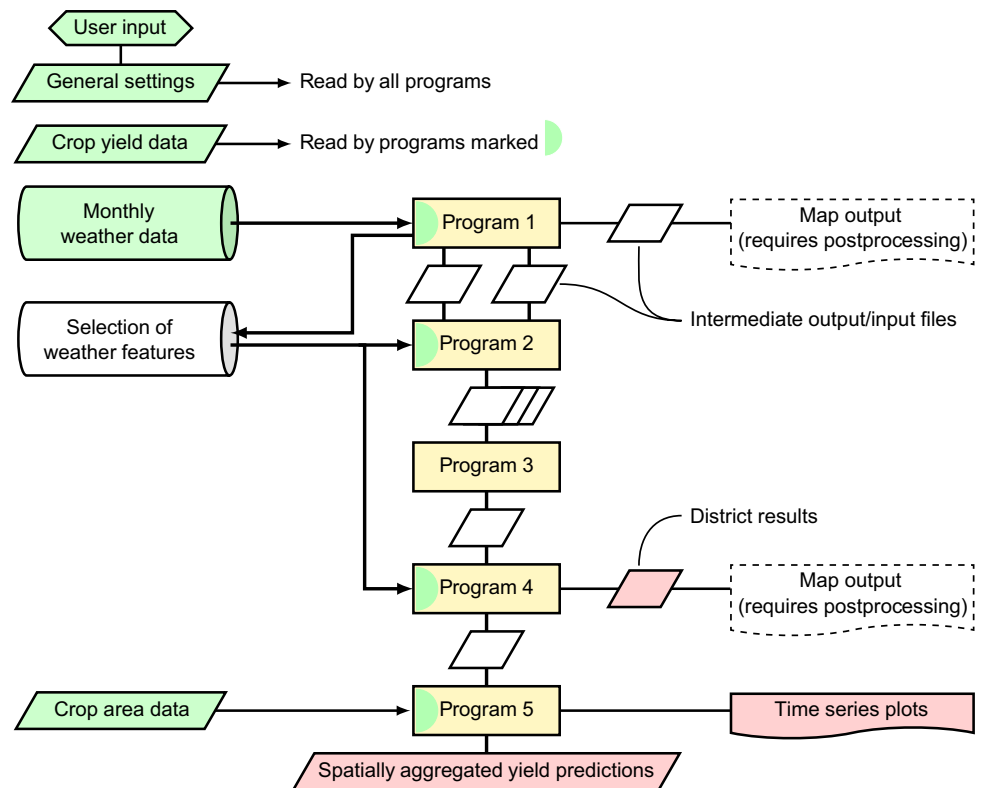 User input
General settings
Read by all programs
Crop yield data
Read by programs marked
Monthly
weather data
Program 1
Map output
(requires postprocessing)
Selection of
weather features
Program 2
Intermediate output/input files
Program 3
District results
Program 4
Map output
(requires postprocessing)
Crop area data
Program 5
Time series plots
Spatially aggregated yield predictions